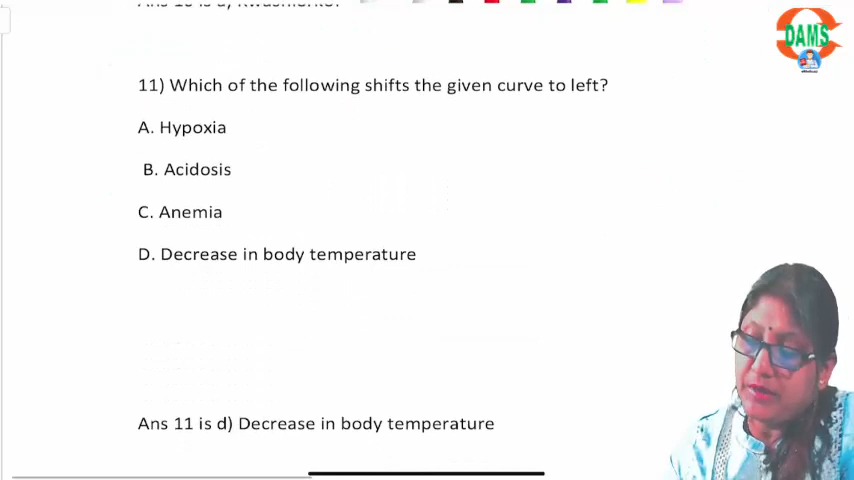 DAMS
11) Which of the following shifts the given curve to left?
A. Hypoxia
B. Acidosis
C. Anemia
D. Decrease in body temperature
Ans 11 is d) Decrease in body temperature